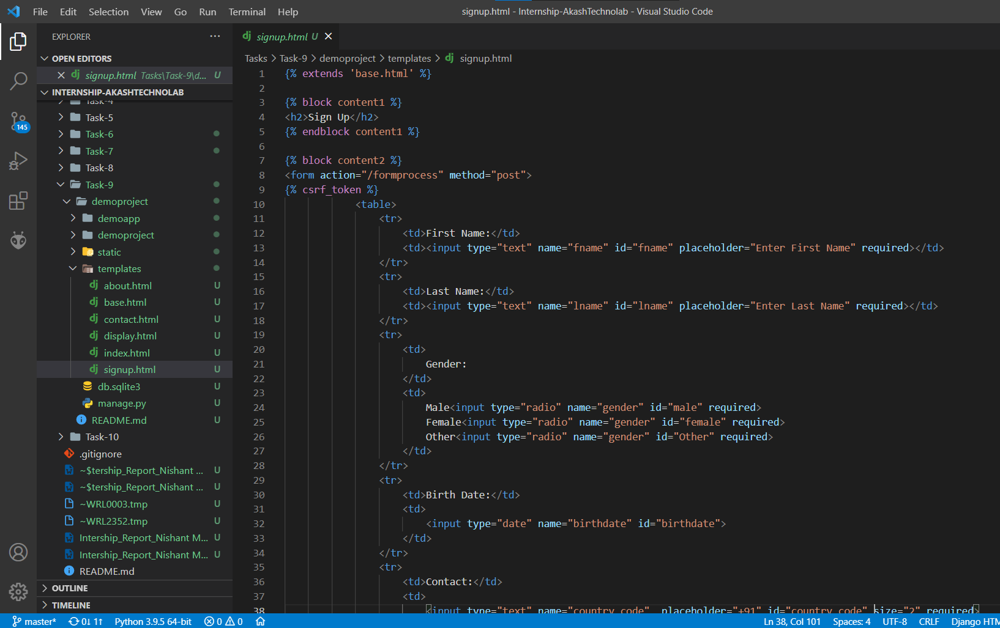 File Edit Selection View Go Run Terminal Help
signup.html - Internship-AkashTechnolab - Visual Studio Code
EXPLORER
OPEN EDITORS
signup.html Tasks\Task-9\d... U
INTERNSHIP-AKASHTECHNOLAB
Task-4
Task-5
Task-6
Task-7
Task-8
Task-9
demoproject
demoapp
demoproject
static
templates
about.html U
base.html U
contact.html U
display.html U
index.html U
signup.html U
db.sqlite3 U
manage.py U
README.md U
Task-10
.gitignore
~$tership_Report_Nishant ... U
~$tership_Report_Nishant ... U
~WRL0003.tmp U
~WRL2352.tmp U
Intership_Report_Nishant M... U
Intership_Report_Nishant M... U
README.md
OUTLINE
TIMELINE
145
signup.html U
Tasks > Task-9 > demoproject > templates > signup.html
1 {% extends 'base.html' %}
2
3 {% block content1 %}
4 <h2>Sign Up</h2>
5 {% endblock content1 %}
6
7 {% block content2 %}
8 <form action="/formprocess" method="post">
9 {% csrf_token %}
10 <table>
11 <tr>
12 <td>First Name:</td>
13 <td><input type="text" name="fname" id="fname" placeholder="Enter First Name" required></td>
14 </tr>
15 <tr>
16 <td>Last Name:</td>
17 <td><input type="text" name="lname" id="lname" placeholder="Enter Last Name" required></td>
18 </tr>
19 <tr>
20 <td>
21 Gender:
22 </td>
23 <td>
24 Male<input type="radio" name="gender" id="male" required>
25 Female<input type="radio" name="gender" id="female" required>
26 Other<input type="radio" name="gender" id="Other" required>
27 </td>
28 </tr>
29 <tr>
30 <td>Birth Date:</td>
31 <td>
32 <input type="date" name="birthdate" id="birthdate">
33 </td>
34 </tr>
35 <tr>
36 <td>Contact:</td>
37 <td>
38 <input type="text" name="country_code"  placeholder="+91" id="country_code" size="2" required>
master* 0↓ 1↑ Python 3.9.5 64-bit 0 0 Ln 38, Col 101 Spaces: 4 UTF-8 CRLF Django HTM